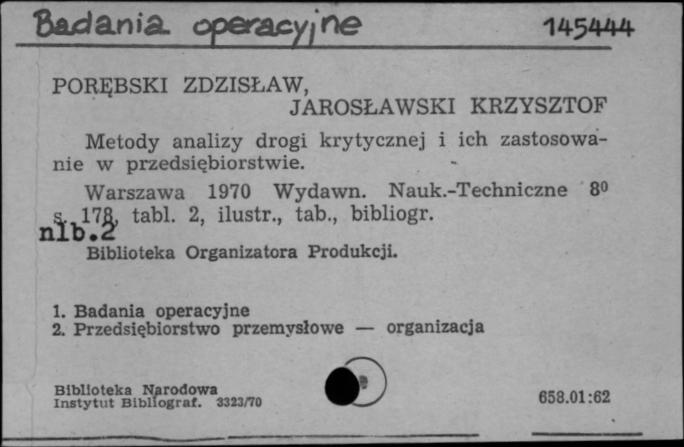 Badania operacyjne 145444
PORĘBSKI ZDZISŁAW,
JAROSŁAWSKI KRZYSZTOF
Metody analizy drogi krytycznej i ich zastosowa-
nie w przedsiębiorstwie.
Warszawa 1970 Wydawn. Nauk.-Techniczne 8⁰
s. 178, tabl. 2, ilustr., tab., bibliogr.
nlb.2
Biblioteka Organizatora Produkcji.
1. Badania operacyjne
2. Przedsiębiorstwo przemysłowe — organizacja
Biblioteka Narodowa
Instytut Bibliograf. 3323/70
658.01:62